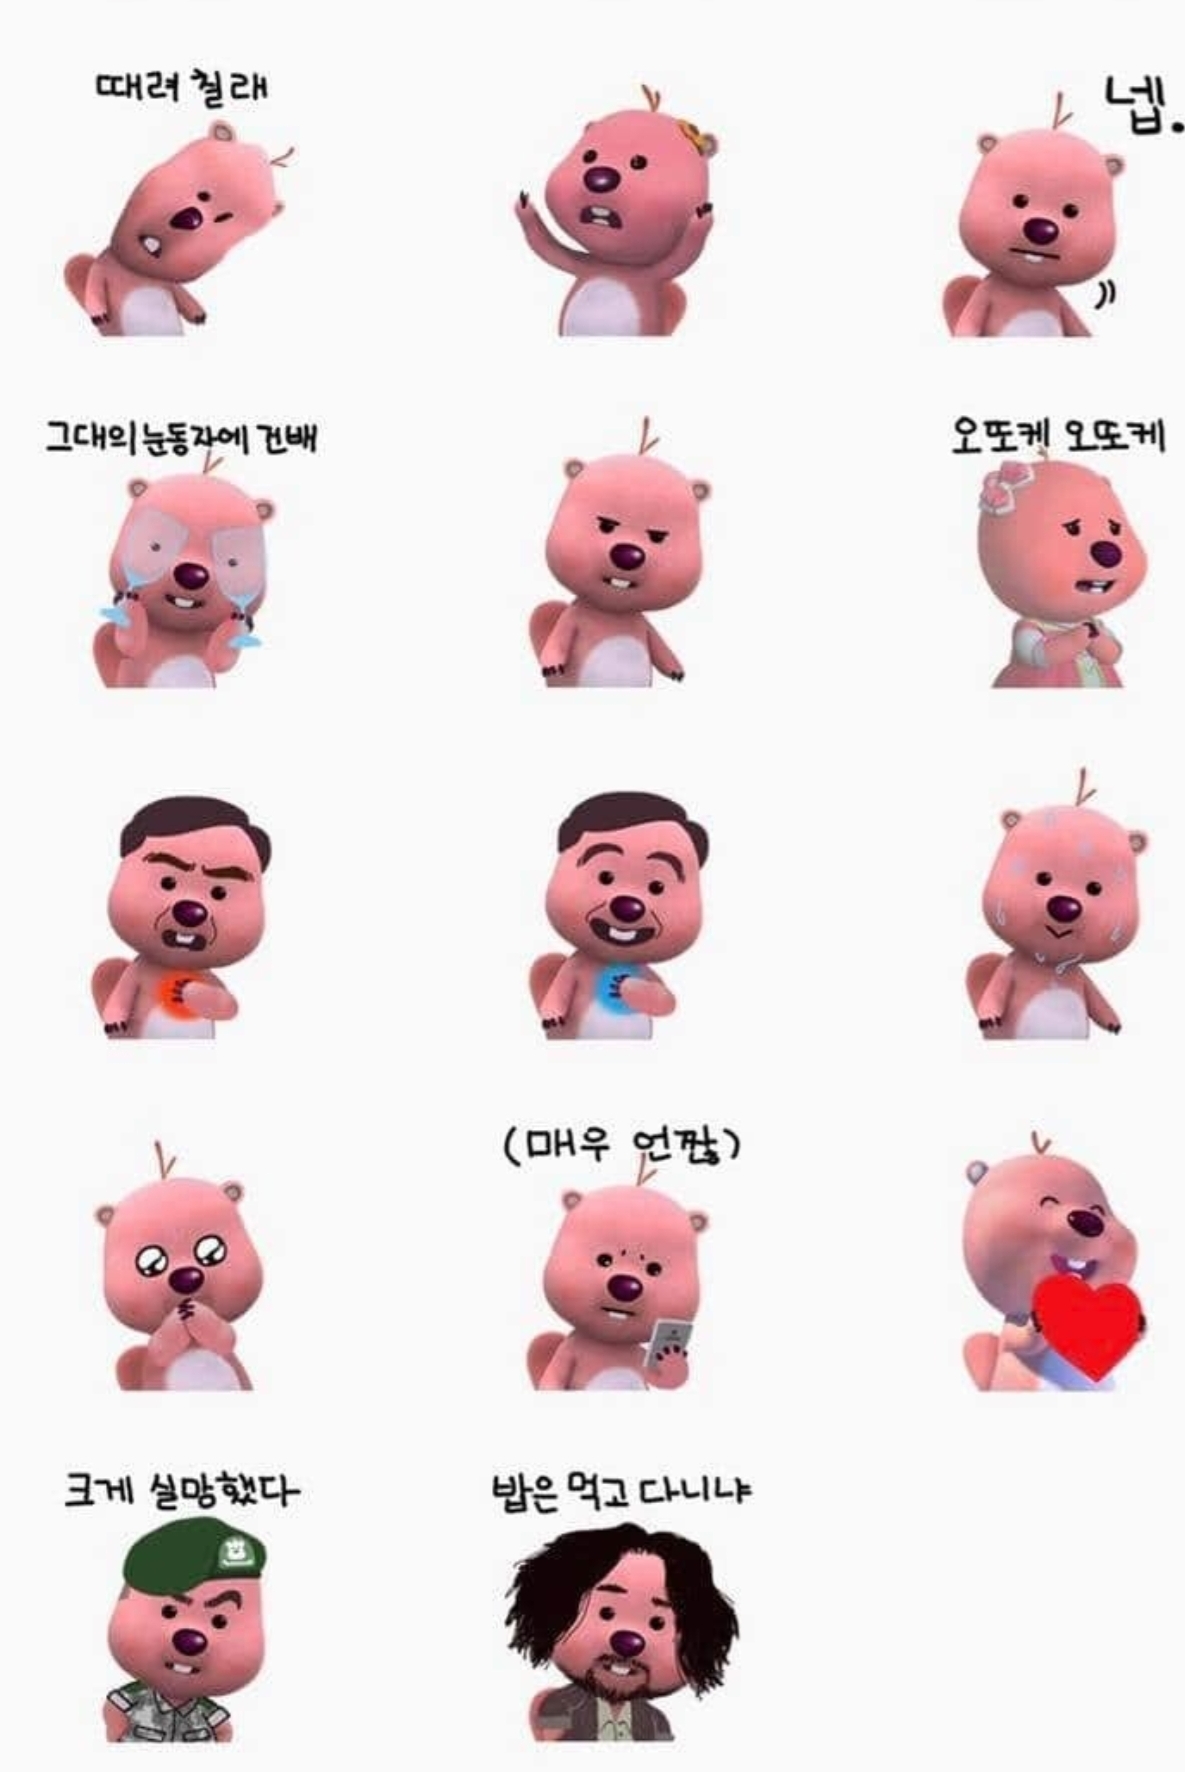 때려 칠래
넵.
그대의 눈동자에 건배
오또케 오또케
(매우 언짢)
크게 실망했다
밥은 먹고 다니냐